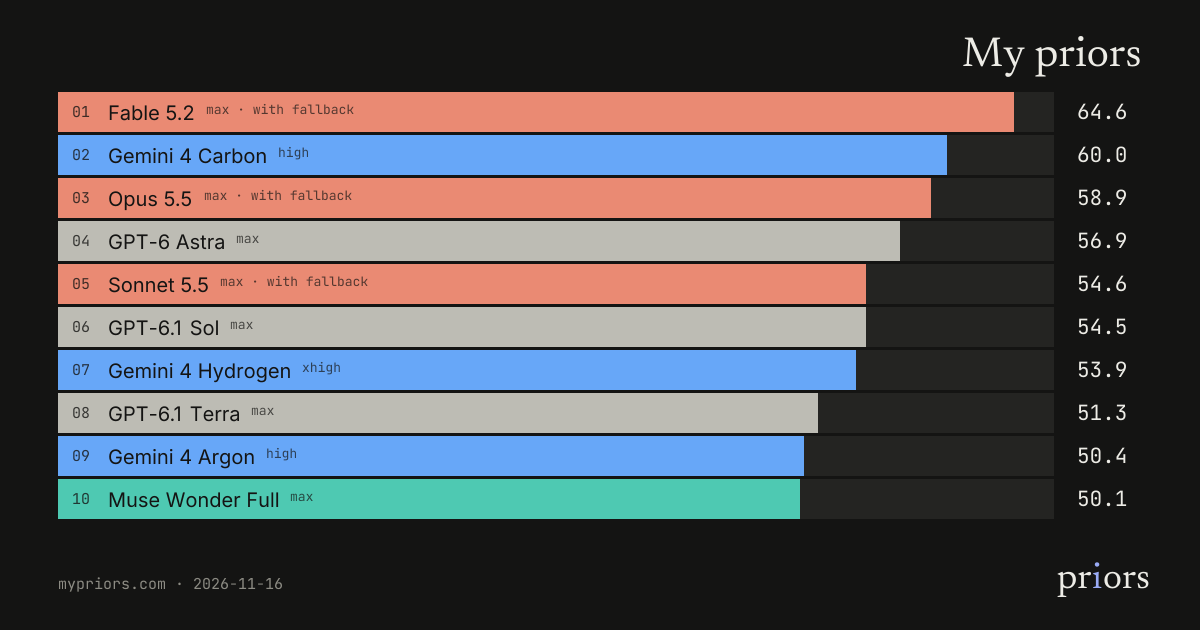 My priors
01 Fable 5.2 max · with fallback 64.6
02 Gemini 4 Carbon high 60.0
03 Opus 5.5 max · with fallback 58.9
04 GPT-6 Astra max 56.9
05 Sonnet 5.5 max · with fallback 54.6
06 GPT-6.1 Sol max 54.5
07 Gemini 4 Hydrogen xhigh 53.9
08 GPT-6.1 Terra max 51.3
09 Gemini 4 Argon high 50.4
10 Muse Wonder Full max 50.1
mypriors.com · 2026-11-16
priors